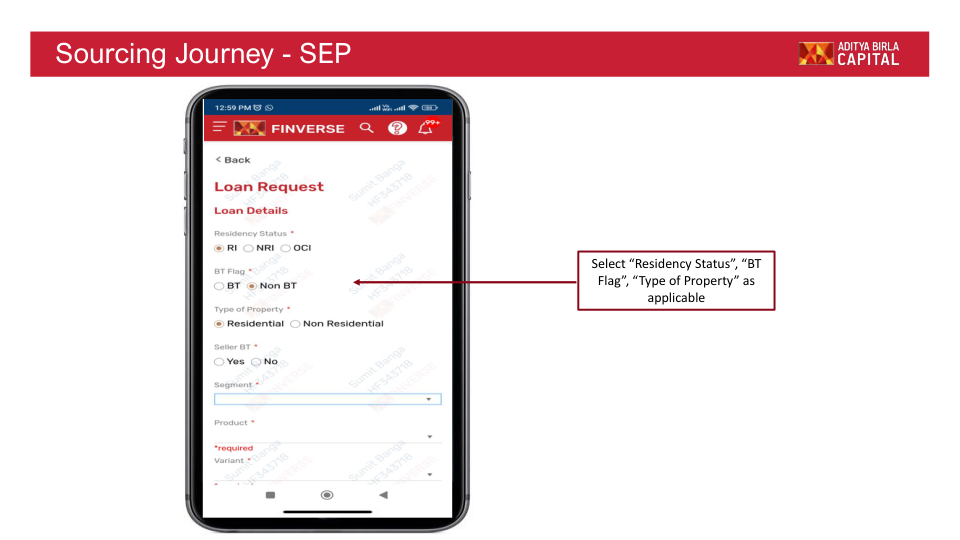 Sourcing Journey - SEP
ADITYA BIRLA
CAPITAL
12:59 PM
FINVERSE
99+
< Back
Loan Request
Loan Details
Residency Status *
RI NRI OCI
BT Flag *
BT Non BT
Type of Property *
Residential Non Residential
Seller BT *
Yes No
Segment *
Product *
*required
Variant *
Select “Residency Status”, “BT
Flag”, “Type of Property” as
applicable
Sumit Banga
HF343718
FINVERSE